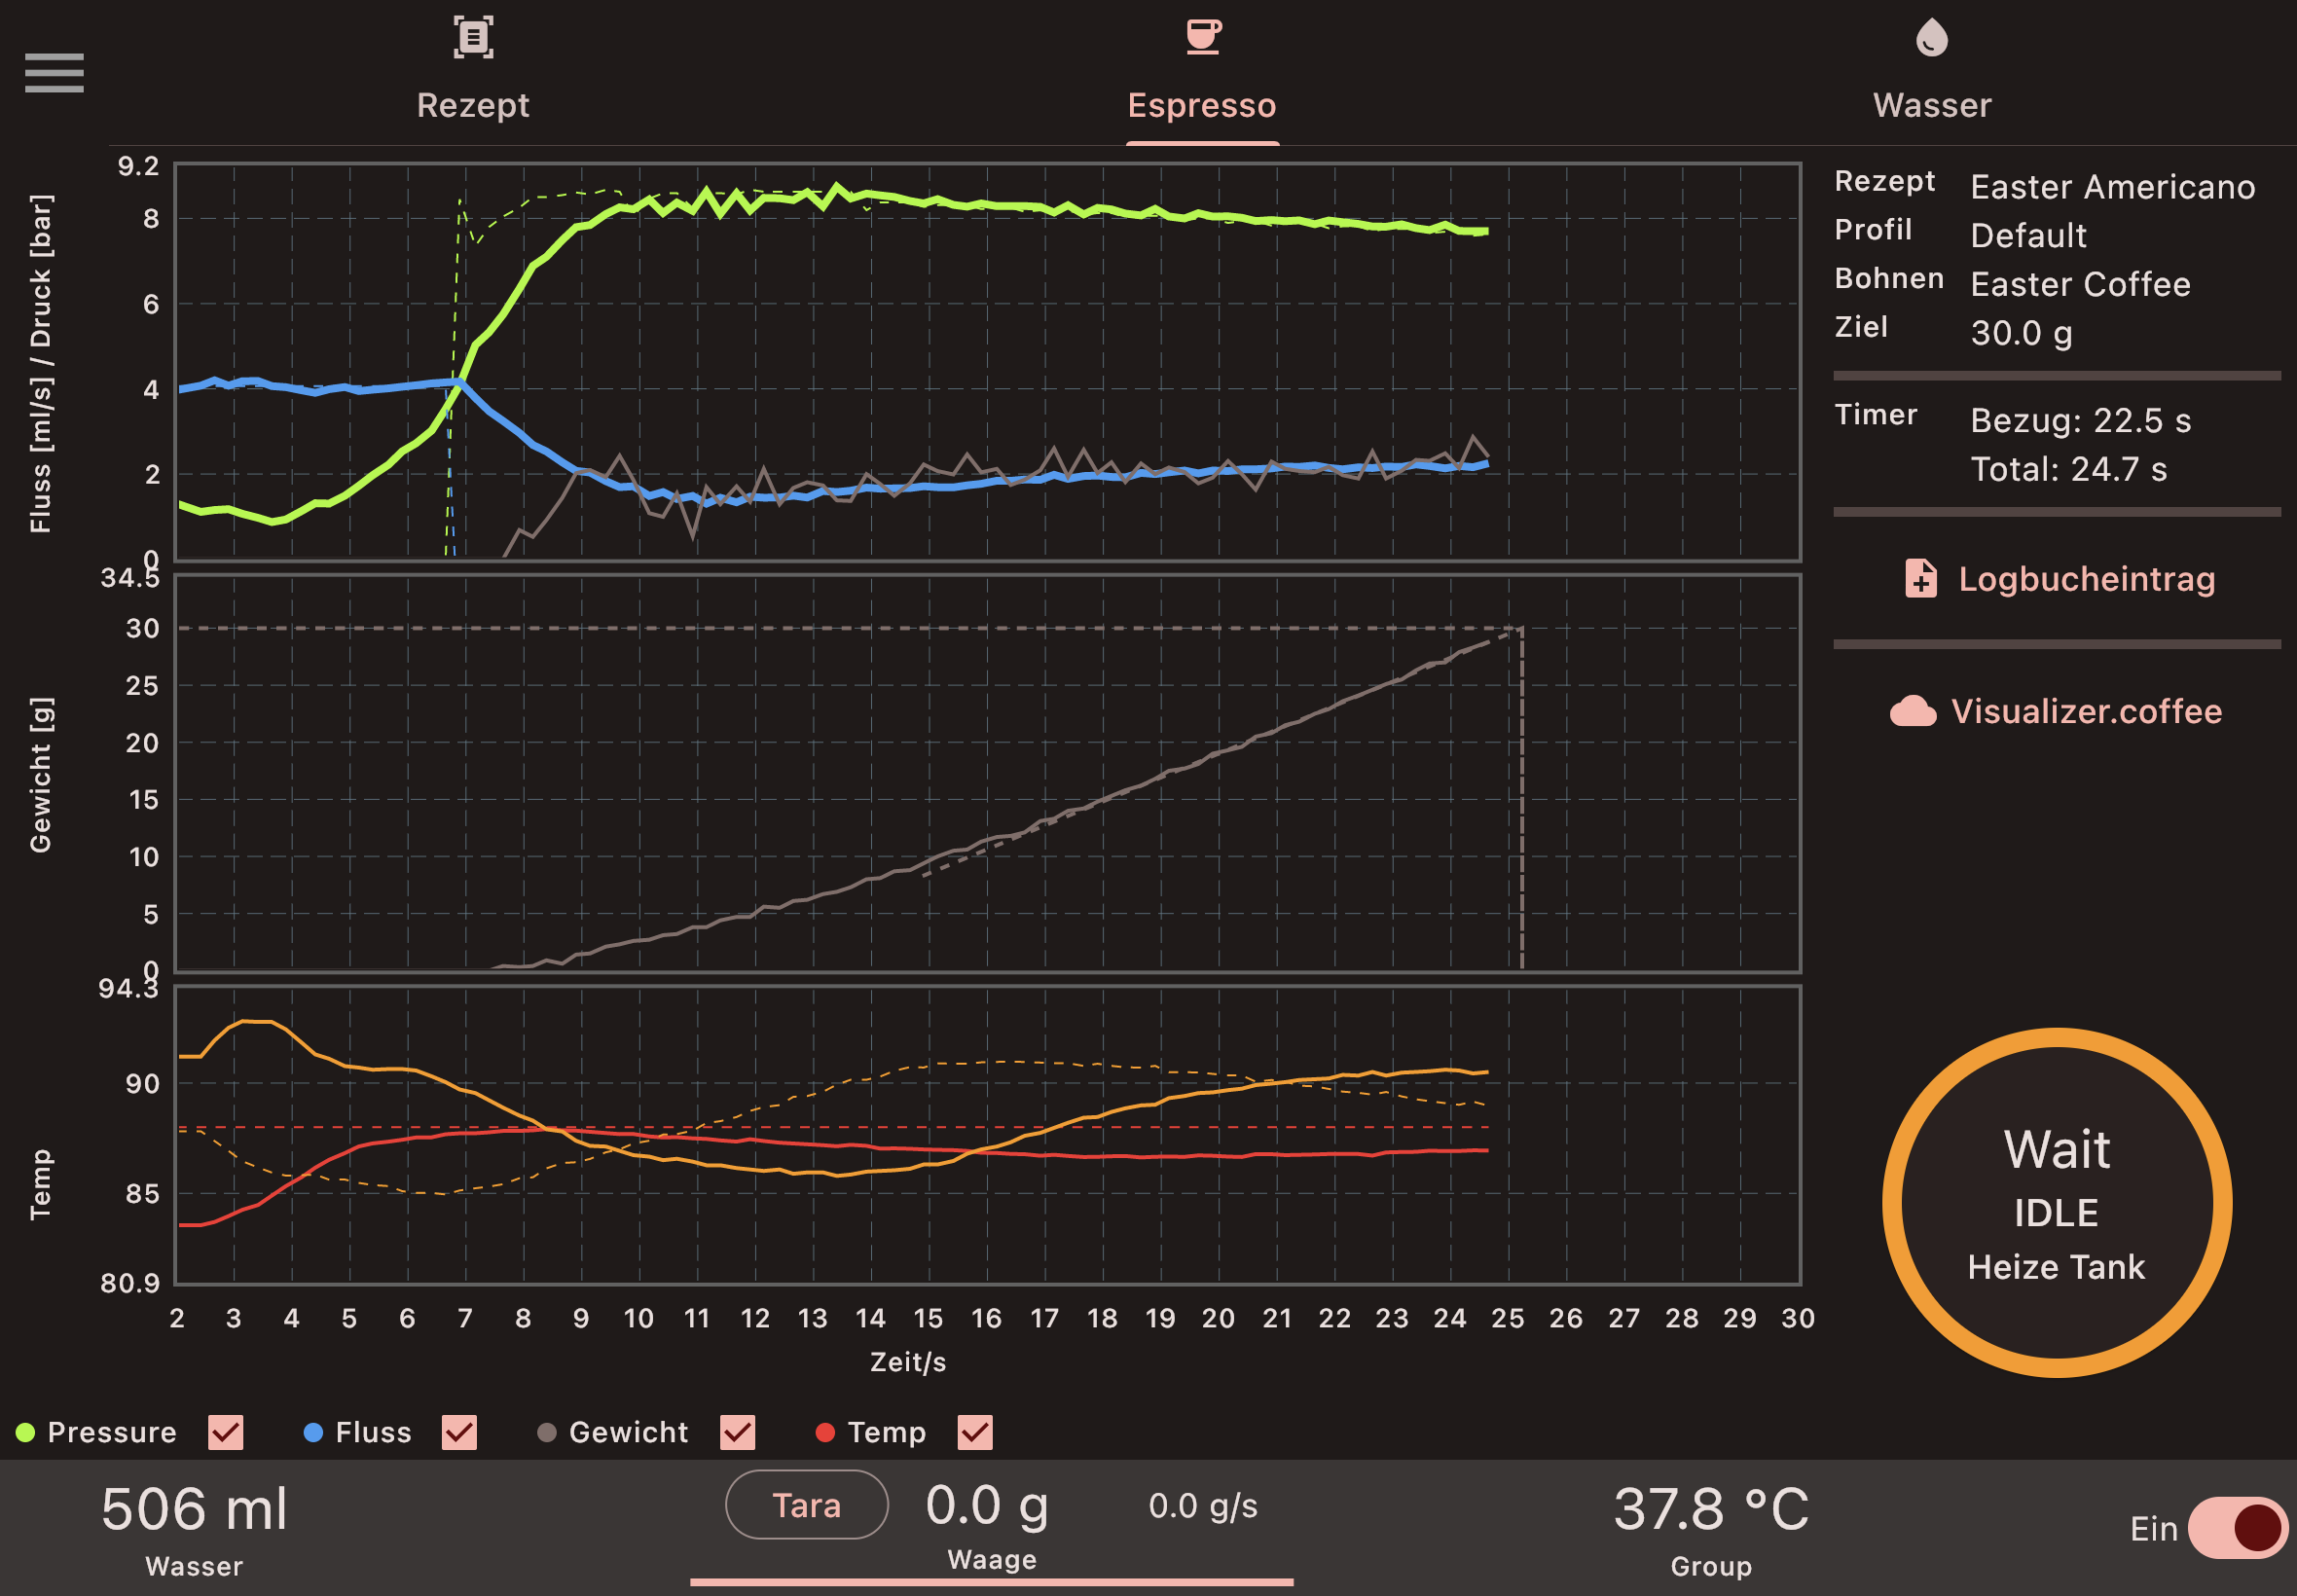 Rezept
Espresso
Wasser
Fluss [ml/s] / Druck [bar]
9.2
8
6
4
2
0
Gewicht [g]
34.5
30
25
20
15
10
5
0
Temp
94.3
90
85
80.9
2 3 4 5 6 7 8 9 10 11 12 13 14 15 16 17 18 19 20 21 22 23 24 25 26 27 28 29 30
Zeit/s
Pressure
Fluss
Gewicht
Temp
Rezept Easter Americano
Profil Default
Bohnen Easter Coffee
Ziel 30.0 g
Timer Bezug: 22.5 s
Total: 24.7 s
Logbucheintrag
Visualizer.coffee
Wait
IDLE
Heize Tank
506 ml
Wasser
Tara 0.0 g 0.0 g/s
Waage
37.8 °C
Group
Ein